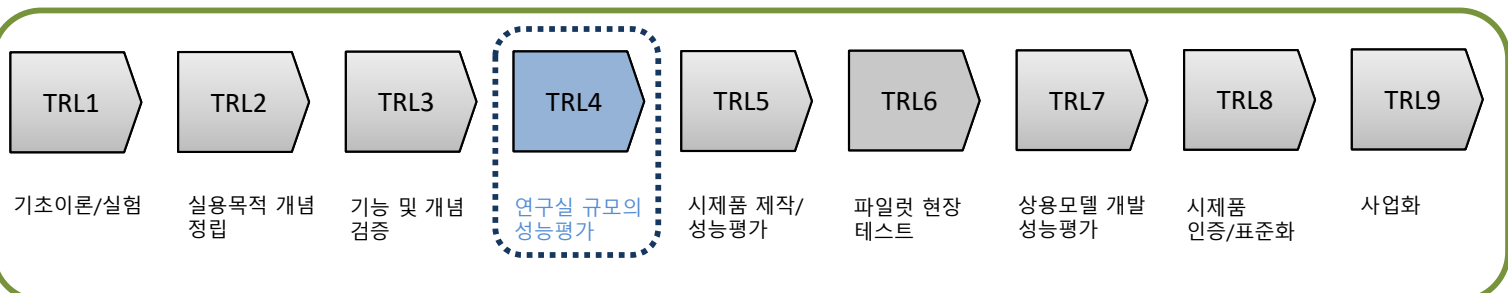 TRL1
TRL2
TRL3
TRL4
TRL5
TRL6
TRL7
TRL8
TRL9
기초이론/실험
실용목적 개념
정립
기능 및 개념
검증
연구실 규모의
성능평가
시제품 제작/
성능평가
파일럿 현장
테스트
상용모델 개발
성능평가
시제품
인증/표준화
사업화